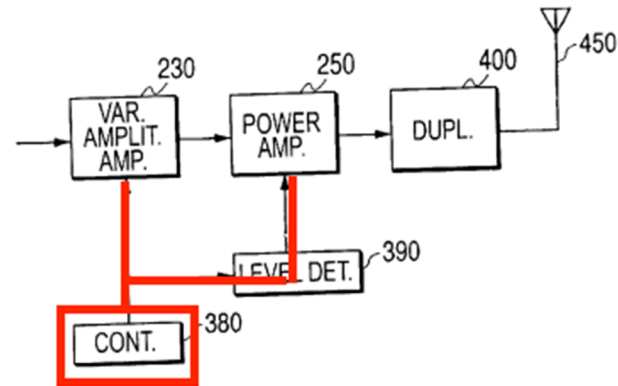 230
250
400
450
VAR.
AMPLIT.
AMP.
POWER
AMP.
DUPL.
LEVEL DET.
390
380
CONT.